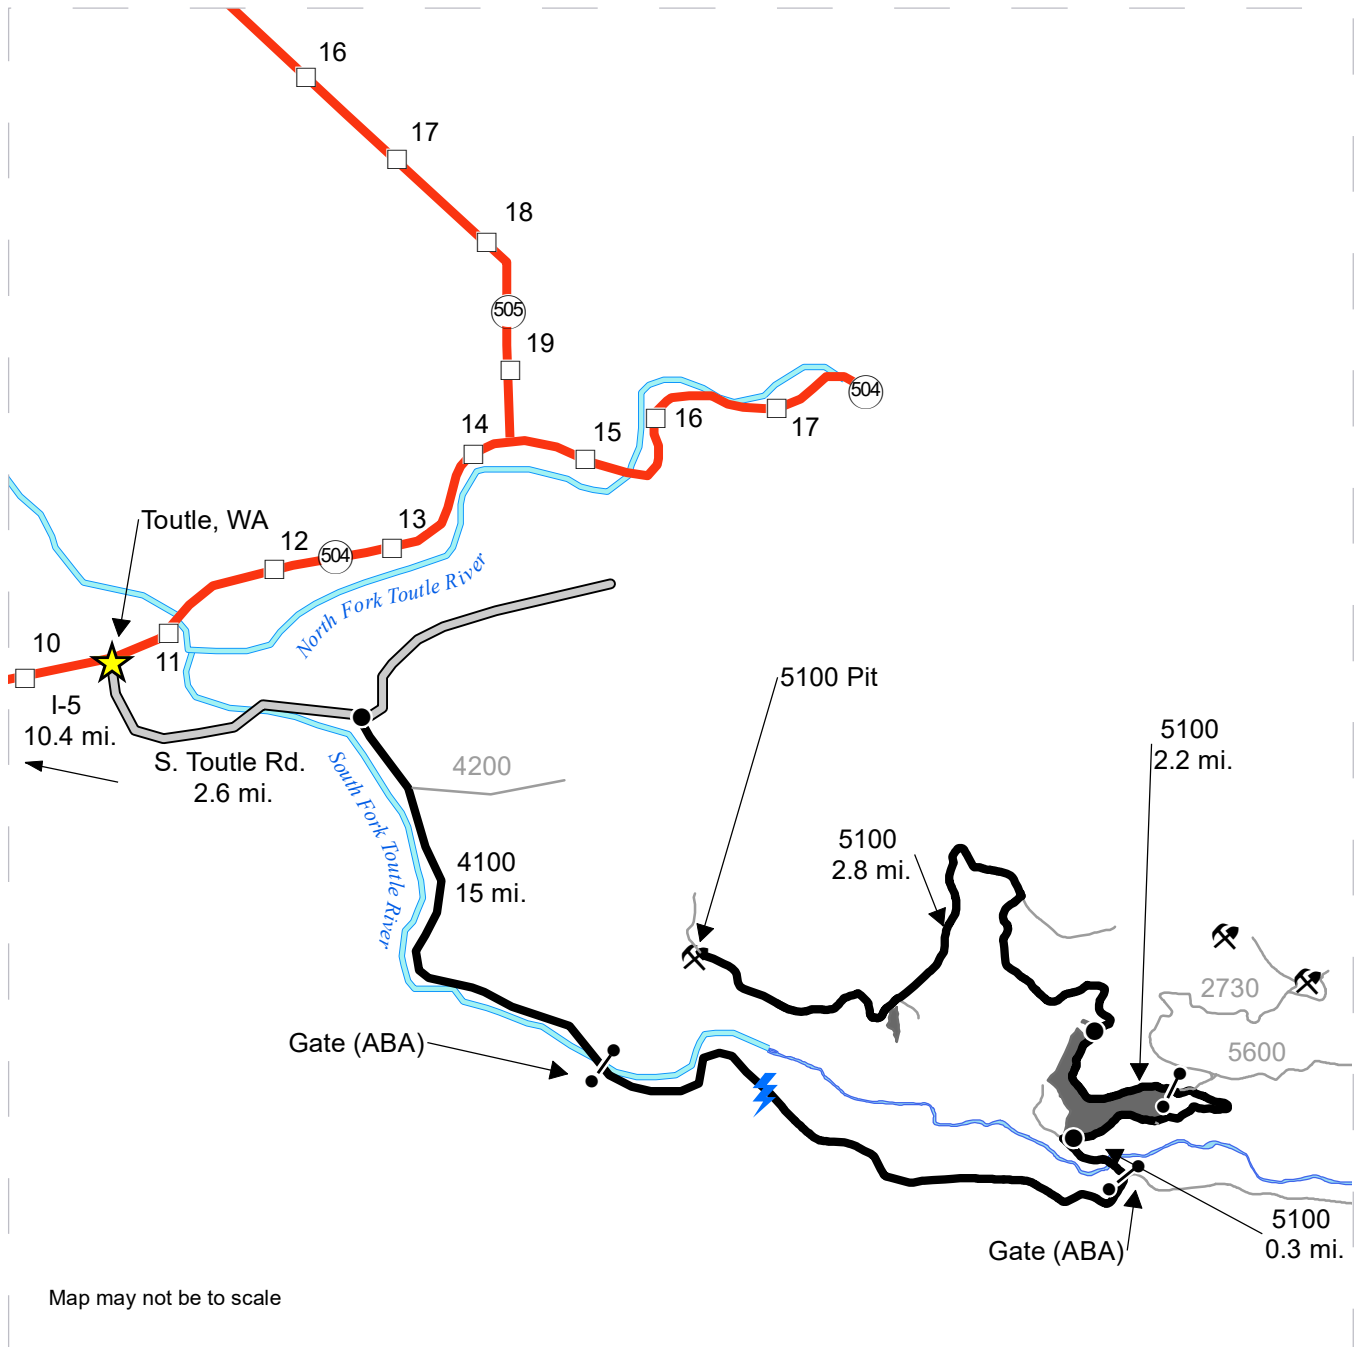 16
17
18
505
19
504
14
15
16
17
Toutle, WA
12
504
13
North Fork Toutle River
10
11
I-5
10.4 mi.
S. Toutle Rd.
2.6 mi.
4200
South Fork Toutle River
4100
15 mi.
5100 Pit
5100
2.2 mi.
5100
2.8 mi.
2730
5600
Gate (ABA)
5100
0.3 mi.
Gate (ABA)
Map may not be to scale